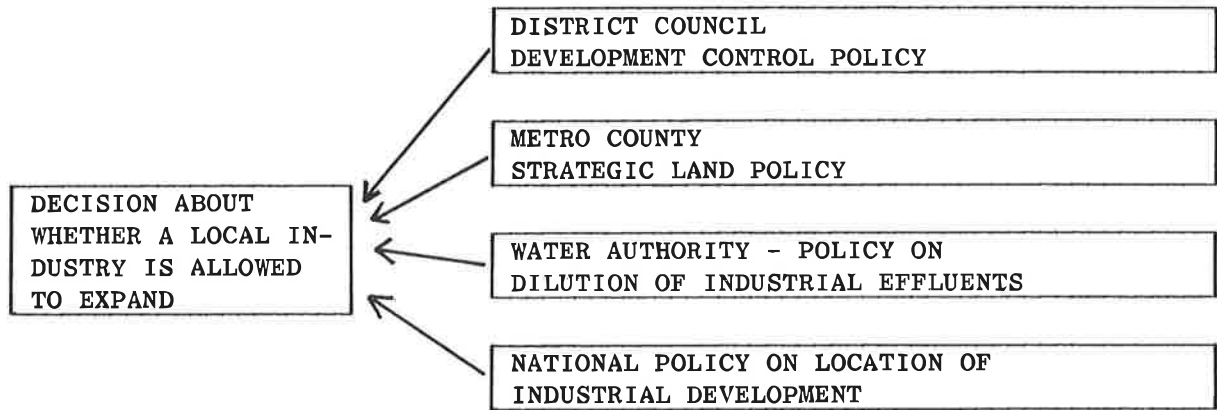 DISTRICT COUNCIL
DEVELOPMENT CONTROL POLICY
METRO COUNTY
STRATEGIC LAND POLICY
DECISION ABOUT
WHETHER A LOCAL IN-
DUSTRY IS ALLOWED
TO EXPAND
WATER AUTHORITY - POLICY ON
DILUTION OF INDUSTRIAL EFFLUENTS
NATIONAL POLICY ON LOCATION OF
INDUSTRIAL DEVELOPMENT